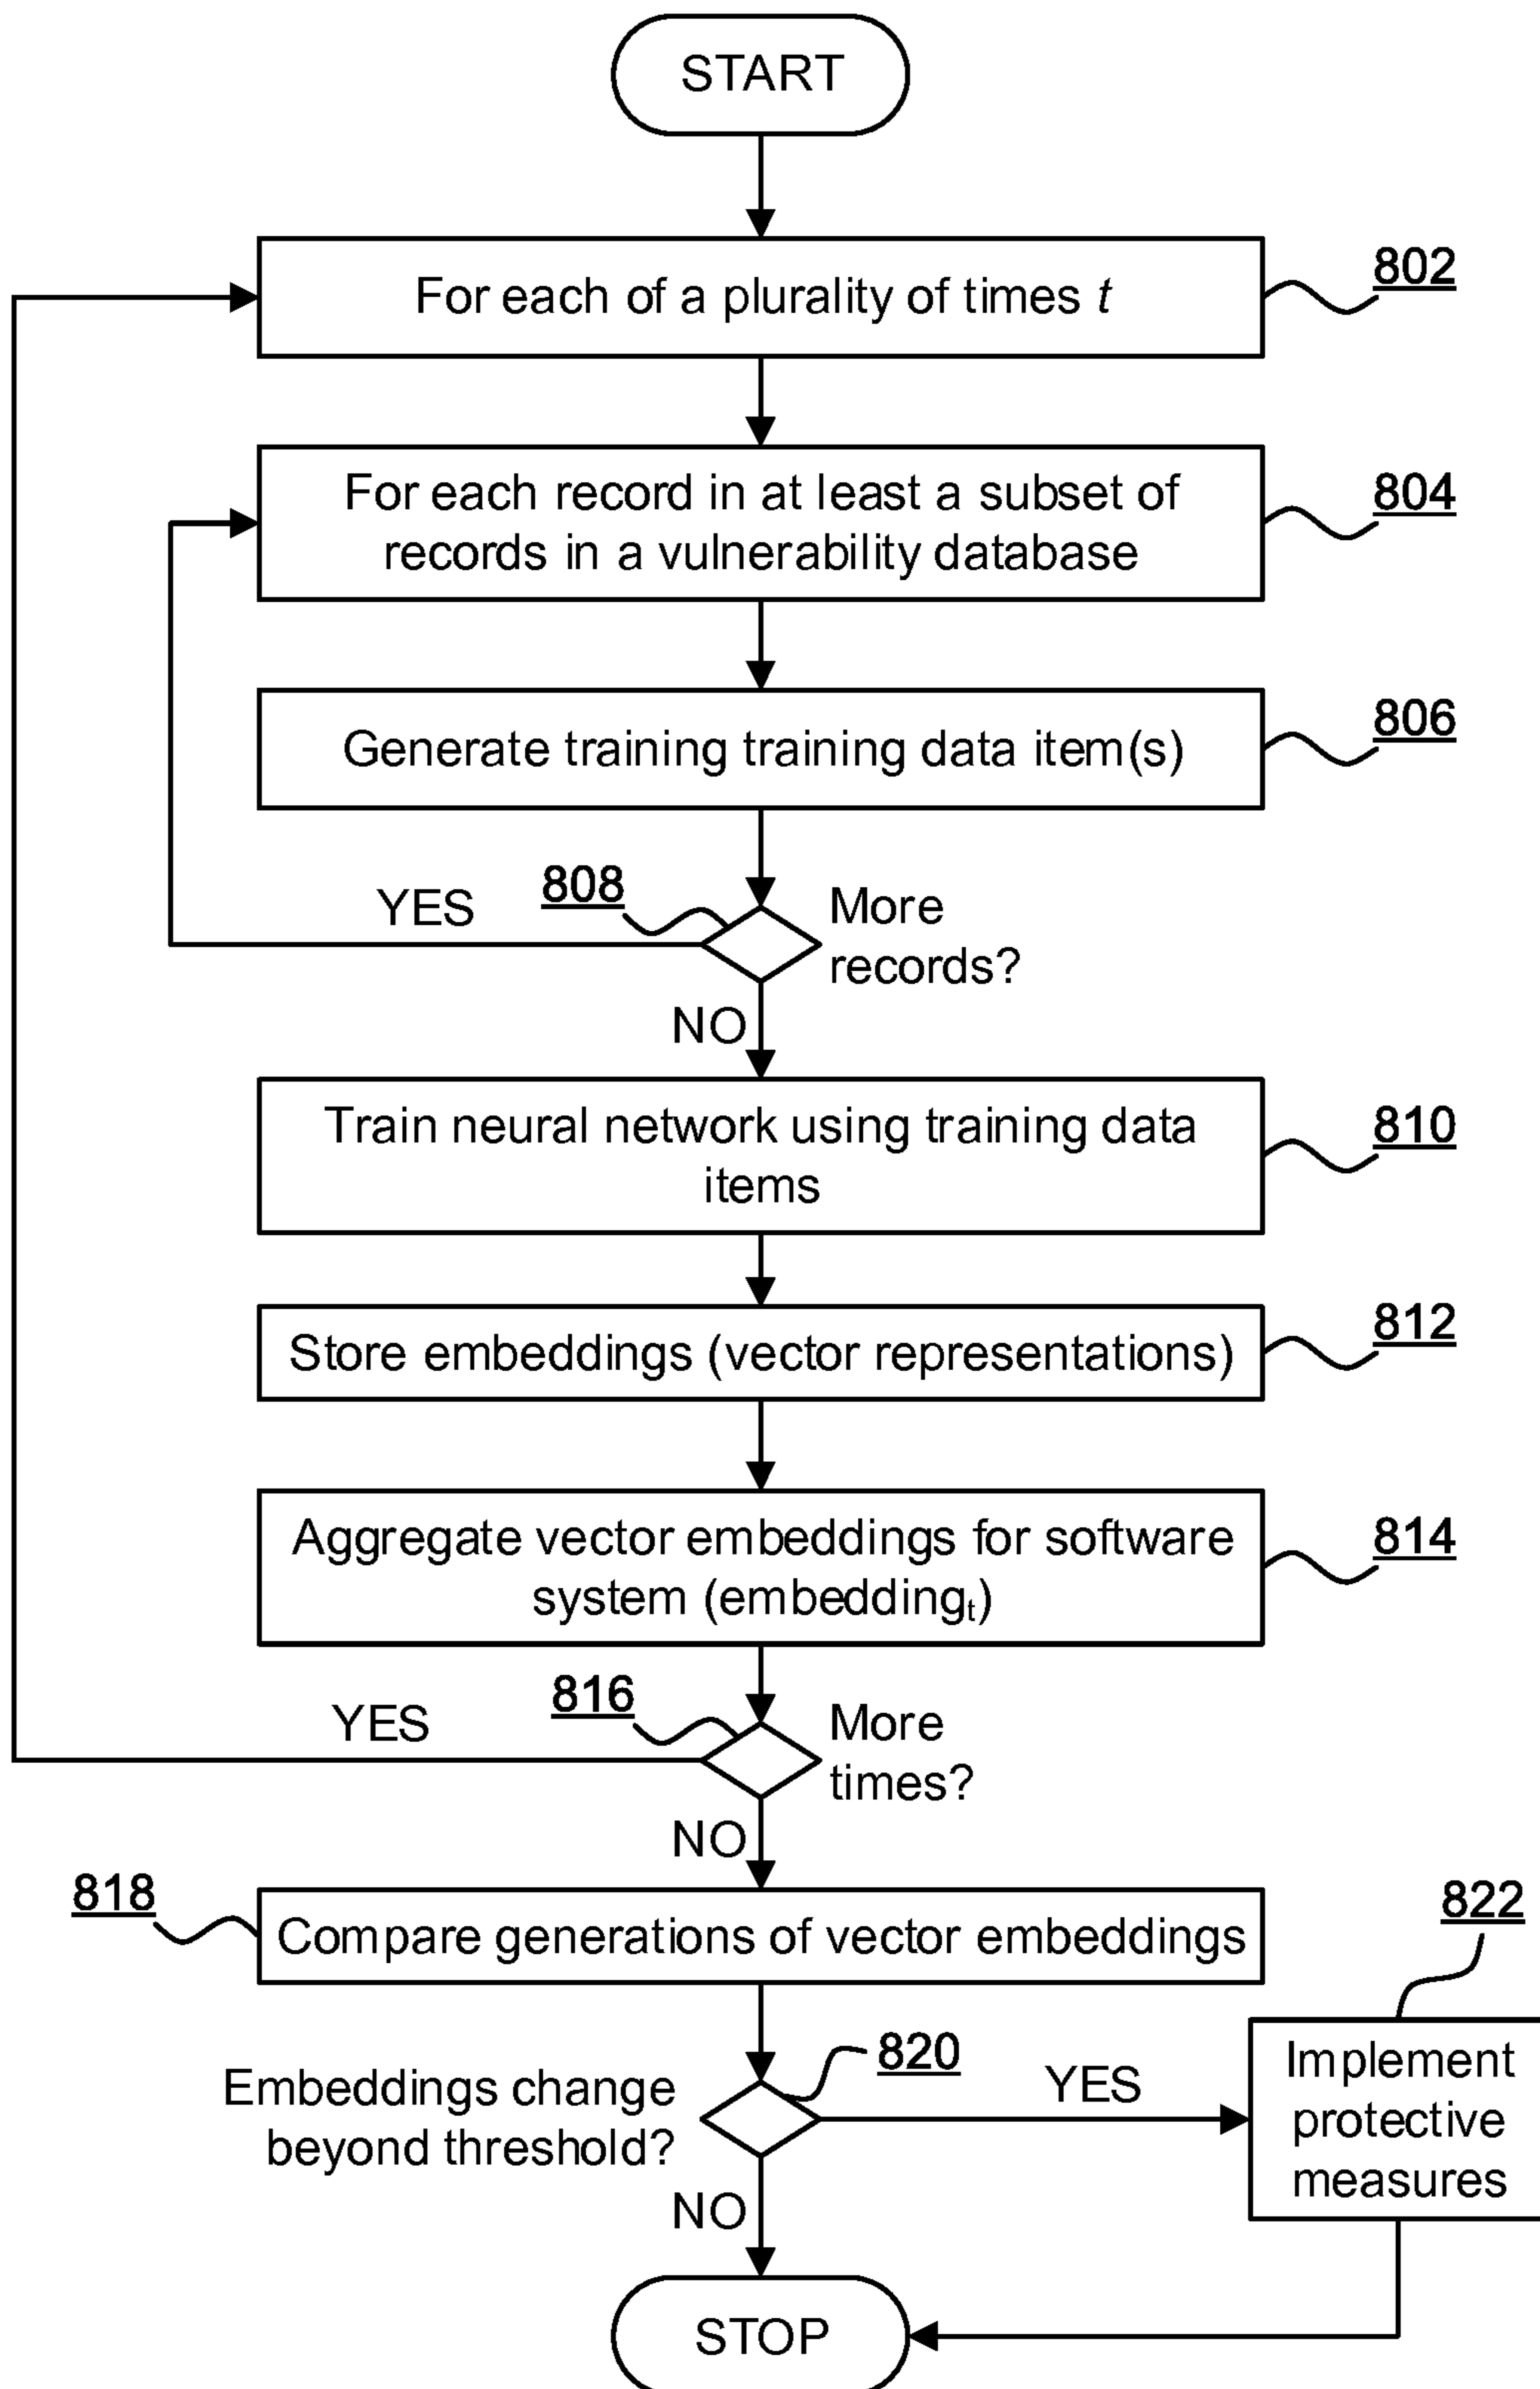 START
For each of a plurality of times t
802
For each record in at least a subset of
records in a vulnerability database
804
Generate training training data item(s)
806
YES
808
More
records?
NO
Train neural network using training data
items
810
Store embeddings (vector representations)
812
Aggregate vector embeddings for software
system (embeddingt)
814
YES
816
More
times?
NO
818
Compare generations of vector embeddings
822
Embeddings change
beyond threshold?
820
YES
Implement
protective
measures
NO
STOP